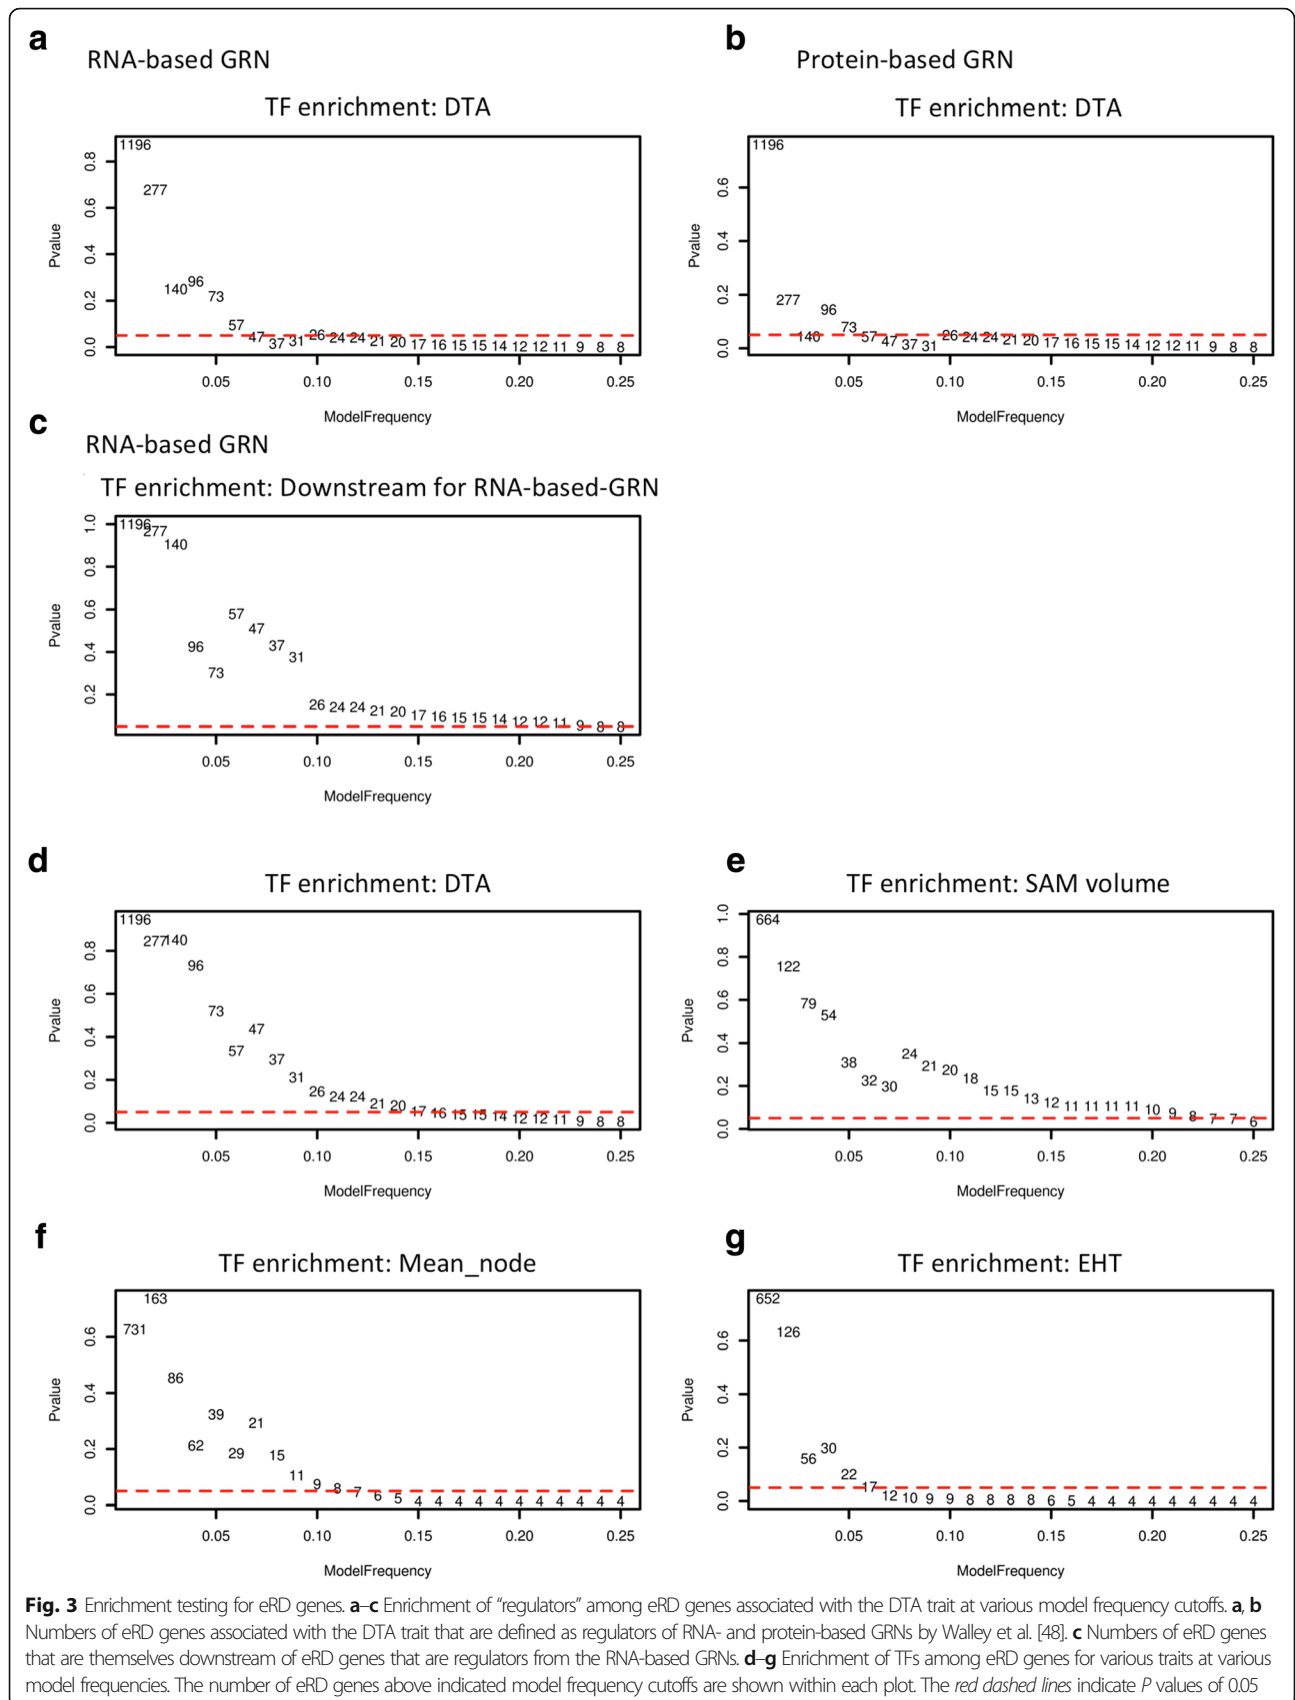 a
RNA-based GRN
TF enrichment: DTA
Pvalue
0.8
0.6
0.4
0.2
0.0
1196
277
140 96 73 57 47 37 31 26 24 24 21 20 17 16 15 15 14 12 12 11 9 8 8
0.05 0.10 0.15 0.20 0.25
ModelFrequency
b
Protein-based GRN
TF enrichment: DTA
Pvalue
0.6
0.4
0.2
0.0
1196
277
140 96 73 57 47 37 31 26 24 24 21 20 17 16 15 15 14 12 12 11 9 8 8
0.05 0.10 0.15 0.20 0.25
ModelFrequency
c
RNA-based GRN
TF enrichment: Downstream for RNA-based-GRN
Pvalue
1.0
0.8
0.6
0.4
0.2
1196 277 140 96 73 57 47 37 31 26 24 24 21 20 17 16 15 15 14 12 12 11 9 8 8
0.05 0.10 0.15 0.20 0.25
ModelFrequency
d
TF enrichment: DTA
Pvalue
0.8
0.6
0.4
0.2
0.0
1196 277 140 96 73 57 47 37 31 26 24 24 21 20 17 16 15 15 14 12 12 11 9 8 8
0.05 0.10 0.15 0.20 0.25
ModelFrequency
e
TF enrichment: SAM volume
Pvalue
1.0
0.8
0.6
0.4
0.2
0.0
664 122 79 54 38 32 30 24 21 20 18 15 15 13 12 11 11 11 11 10 9 8 7 7 6
0.05 0.10 0.15 0.20 0.25
ModelFrequency
f
TF enrichment: Mean_node
Pvalue
0.6
0.4
0.2
0.0
731 163 86 62 39 29 21 15 11 9 8 7 6 5 4 4 4 4 4 4 4 4 4 4 4
0.05 0.10 0.15 0.20 0.25
ModelFrequency
g
TF enrichment: EHT
Pvalue
0.6
0.4
0.2
0.0
652 126 56 30 22 17 12 10 9 9 8 8 8 8 6 5 4 4 4 4 4 4 4 4 4
0.05 0.10 0.15 0.20 0.25
ModelFrequency
Fig. 3 Enrichment testing for eRD genes. a–c Enrichment of “regulators” among eRD genes associated with the DTA trait at various model frequency cutoffs. a, b
Numbers of eRD genes associated with the DTA trait that are defined as regulators of RNA- and protein-based GRNs by Walley et al. [48]. c Numbers of eRD genes
that are themselves downstream of eRD genes that are regulators from the RNA-based GRNs. d–g Enrichment of TFs among eRD genes for various traits at various
model frequencies. The number of eRD genes above indicated model frequency cutoffs are shown within each plot. The red dashed lines indicate P values of 0.05